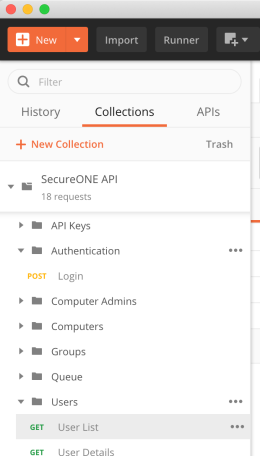 New Import Runner
Filter
History Collections APIs
+ New Collection Trash
SecureONE API
18 requests
API Keys
Authentication
POST Login
Computer Admins
Computers
Groups
Queue
Users
GET User List
GET User Details